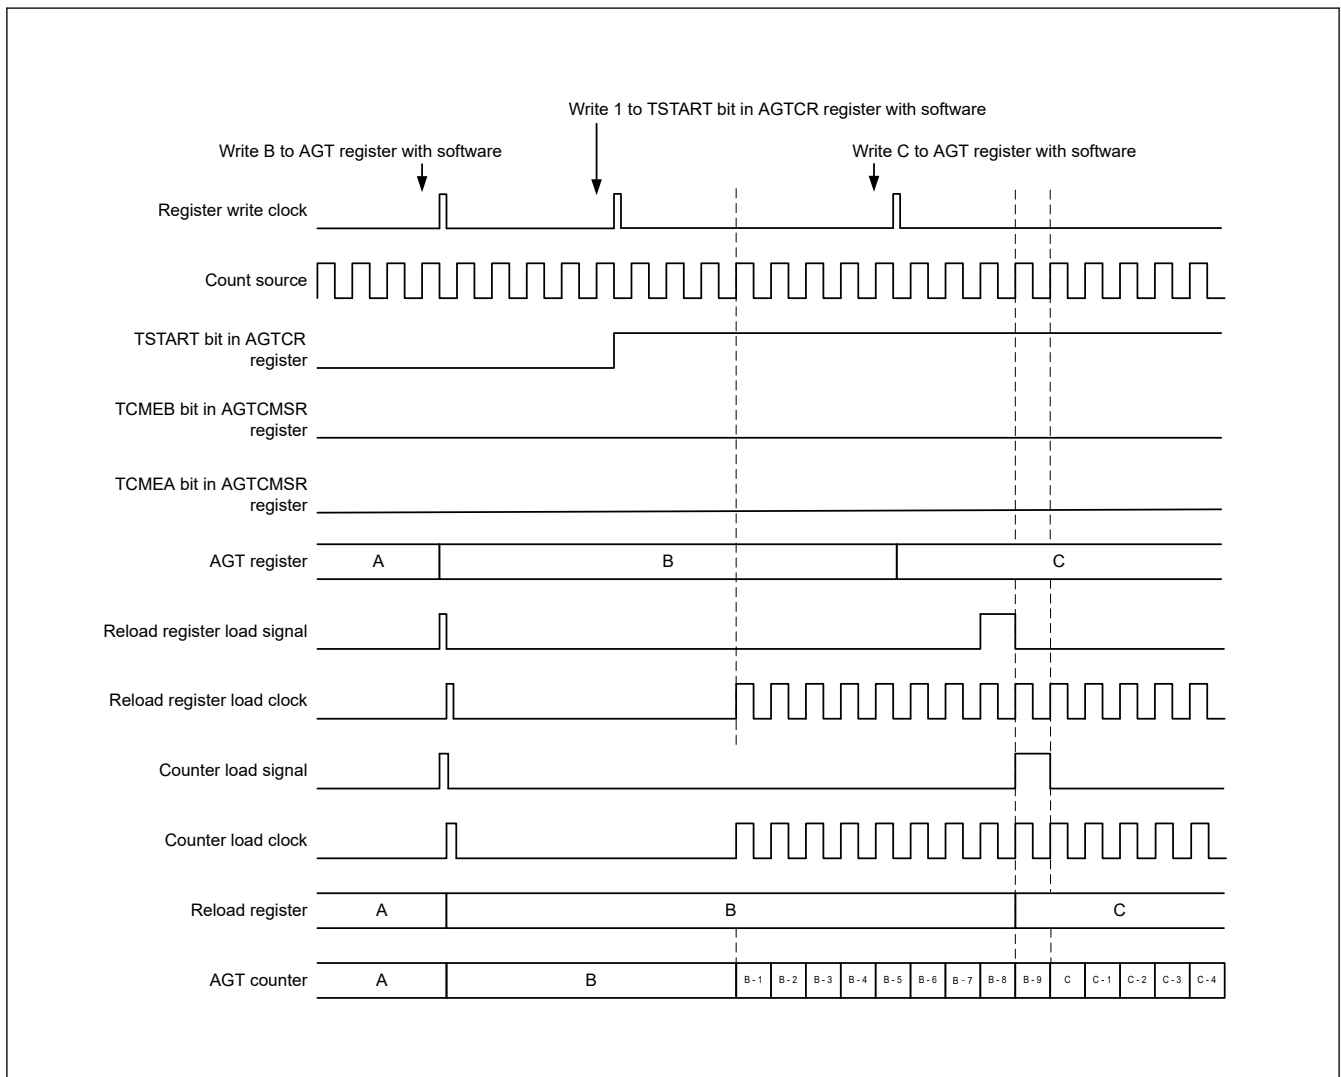 Write 1 to TSTART bit in AGTCR register with software
Write B to AGT register with software
Write C to AGT register with software
Register write clock
Count source
TSTART bit in AGTCR
register
TCMEB bit in AGTCMSR
register
TCMEA bit in AGTCMSR
register
AGT register
A
B
C
Reload register load signal
Reload register load clock
Counter load signal
Counter load clock
Reload register
A
B
C
AGT counter
A
B
B - 1
B - 2
B - 3
B - 4
B - 5
B - 6
B - 7
B - 8
B - 9
C
C - 1
C - 2
C - 3
C - 4